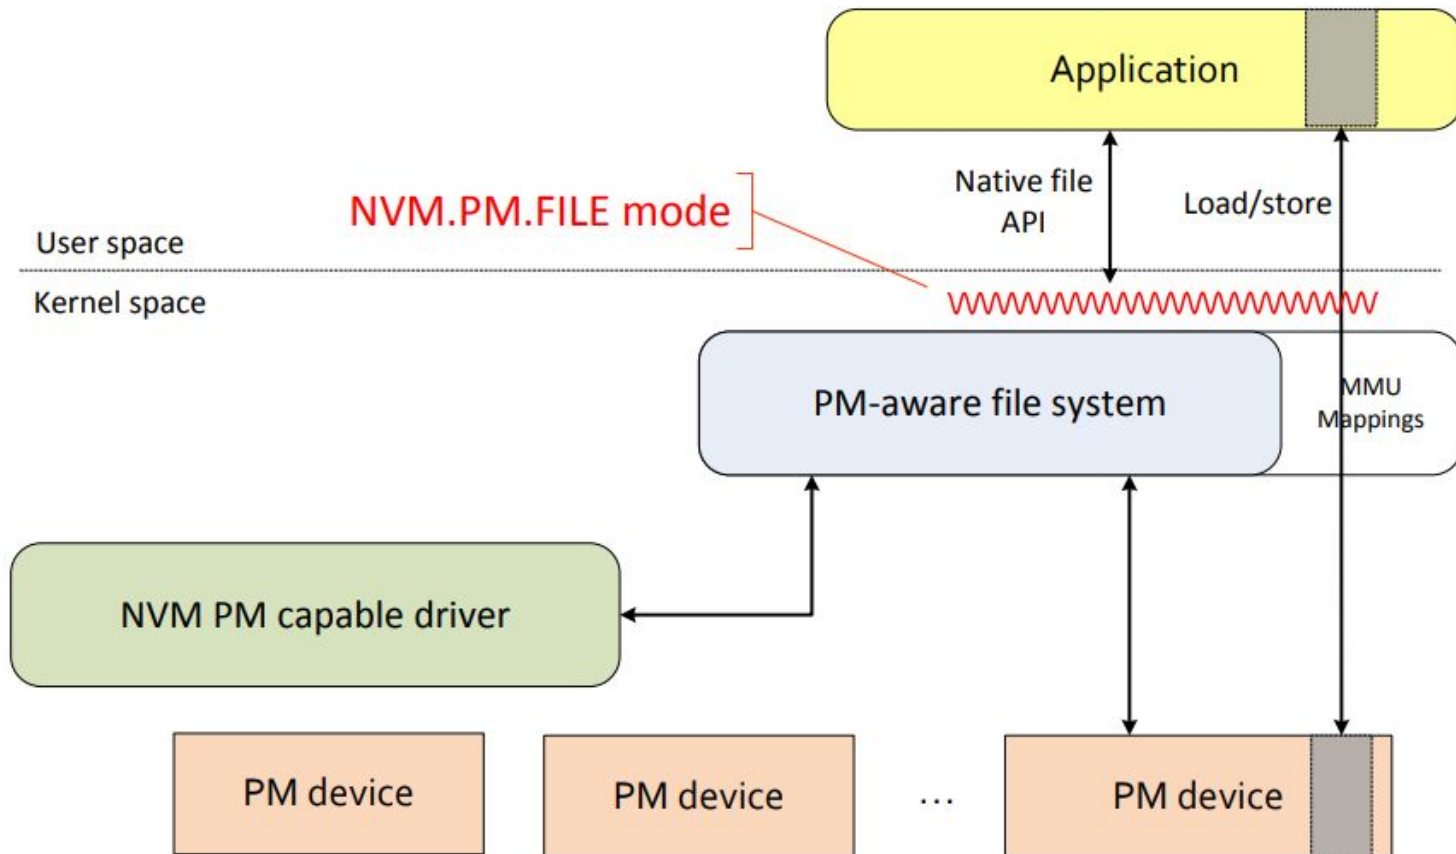 Application
Native file
API
Load/store
NVM.PM.FILE mode
User space
Kernel space
PM-aware file system
MMU
Mappings
NVM PM capable driver
PM device
PM device
...
PM device